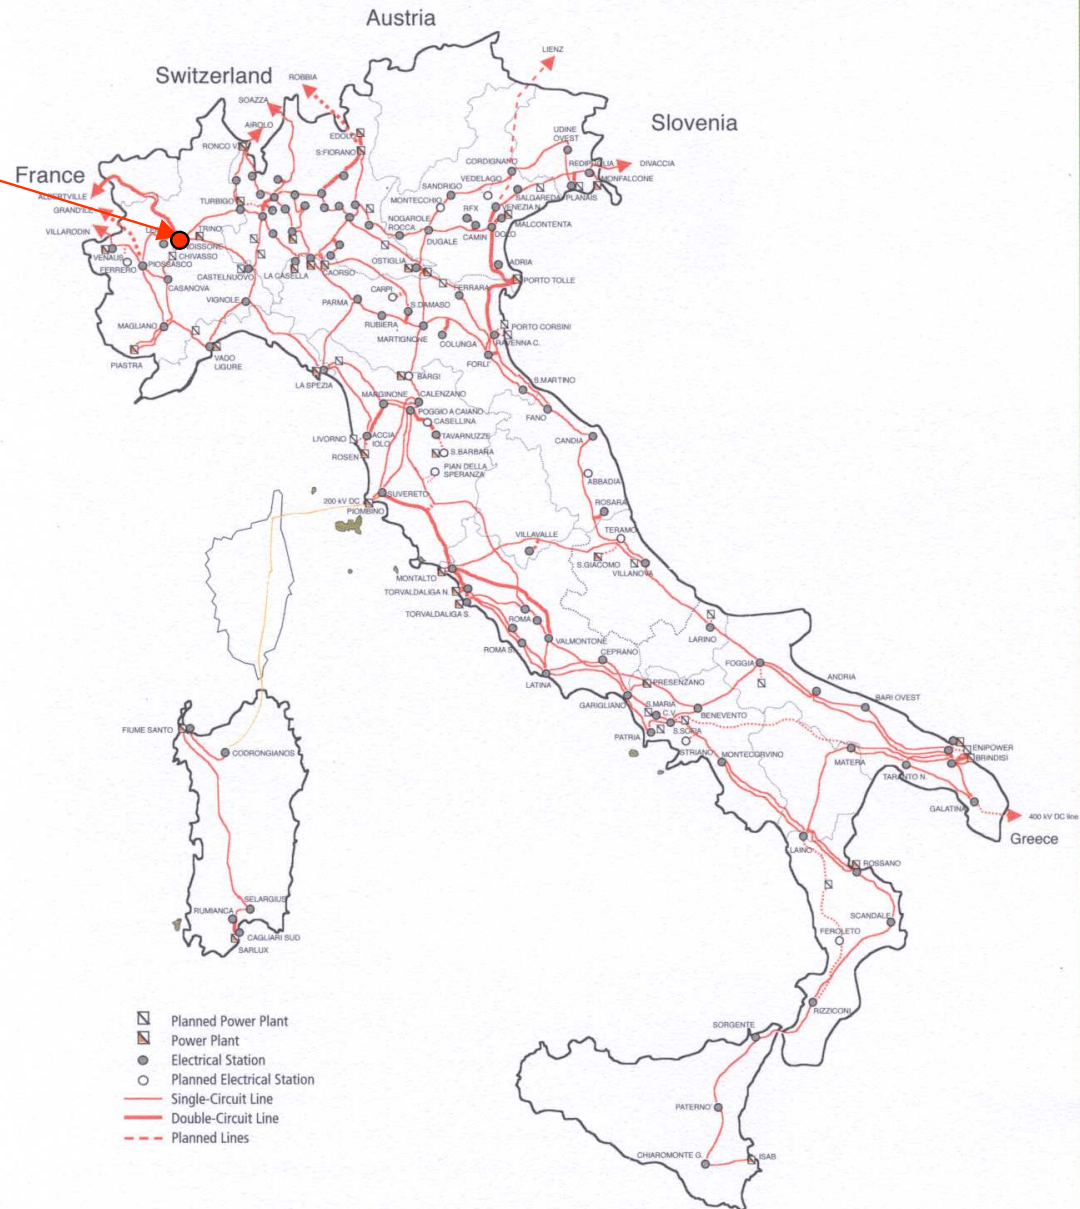 Austria
LIENZ
Switzerland
ROBBIA
SOAZZA
AIROLO
Slovenia
EDOLO
UDINE
OVEST
RONCO V.
S.FIORANO
CORDIGNANO
REDIPUGLIA
DIVACCIA
France
VEDELAGO
MONFALCONE
SANDRIGO
ALBERTVILLE
MONTECCHIO
SALGAREDA
PLANAIS
TURBIGO
RFX
VENEZIA N.
GRAND'ILE
NOGAROLE
ROCCA
MALCONTENTA
VILLARODIN
TRINO
DUGALE
CAMIN
DOLO
RONDISSONE
CHIVASSO
VENAUS
PIOSSASCO
FERRERO
OSTIGLIA
ADRIA
CASTELNUOVO
LA CASELLA
CAORSO
PORTO TOLLE
CASANOVA
FERRARA
CARPI
VIGNOLE
PARMA
S.DAMASO
MAGLIANO
RUBIERA
PORTO CORSINI
MARTIGNONE
COLUNGA
RAVENNA C.
VADO
LIGURE
FORLI'
PIASTRA
LA SPEZIA
BARGI
S.MARTINO
MARGINONE
CALENZANO
POGGIO A CAIANO
FANO
CASELLINA
LIVORNO
ACCIA
IOLO
TAVARNUZZE
CANDIA
ROSEN
S.BARBARA
PIAN DELLA
SPERANZA
ABBADIA
SUVERETO
200 kV DC
PIOMBINO
ROSARA
TERAMO
VILLAVALLE
S.GIACOMO
VILLANOVA
MONTALTO
TORVALDALIGA N.
TORVALDALIGA S.
ROMA
LARINO
ROMA S.
VALMONTONE
CEPRANO
FOGGIA
LATINA
PRESENZANO
ANDRIA
GARIGLIANO
S.MARIA
C.V.
BARI OVEST
BENEVENTO
FIUME SANTO
PATRIA
S.SOFIA
CODRONGIANOS
STRIANO
MONTECORVINO
ENIPOWER
MATERA
BRINDISI
TARANTO N.
GALATINA
400 kV DC line
Greece
LAINO
ROSSANO
SELARGIUS
RUMIANCA
SCANDALE
CAGLIARI SUD
FEROLETO
SARLUX
RIZZICONI
Planned Power Plant
SORGENTE
Power Plant
Electrical Station
Planned Electrical Station
Single-Circuit Line
PATERNO'
Double-Circuit Line
Planned Lines
CHIAROMONTE G.
ISAB